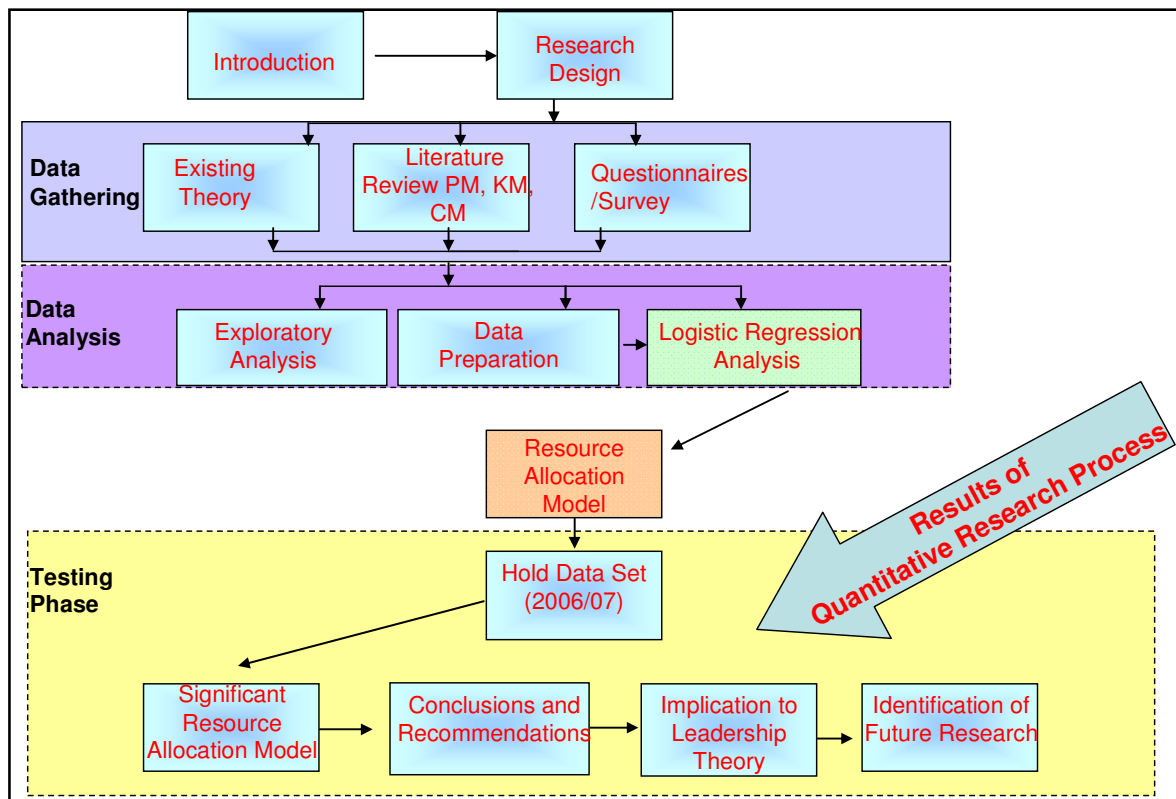 Introduction
Research
Design
Data
Gathering
Existing
Theory
Literature
Review PM, KM,
CM
Questionnaires
/Survey
Data
Analysis
Exploratory
Analysis
Data
Preparation
Logistic Regression
Analysis
Resource
Allocation
Model
Results of
Quantitative Research Process
Testing
Phase
Hold Data Set
(2006/07)
Significant
Resource
Allocation Model
Conclusions and
Recommendations
Implication to
Leadership
Theory
Identification of
Future Research